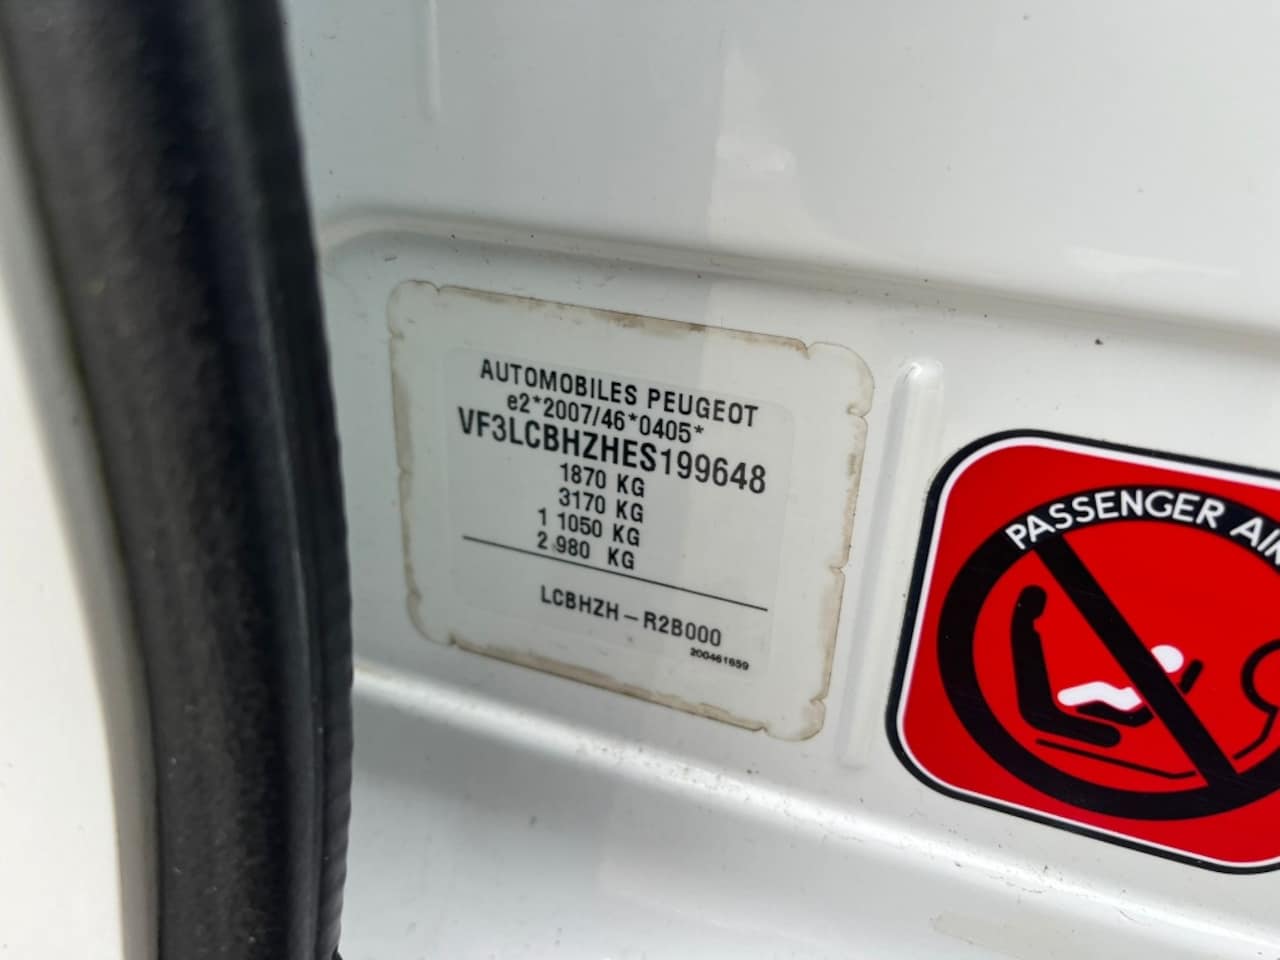 AUTOMOBILES PEUGEOT
e2*2007/46*0405*
VF3LCBHZHES199648
1870 KG
3170 KG
1 1050 KG
2 980 KG
LCBHZH - R2B000
200461659
PASSENGER AIR